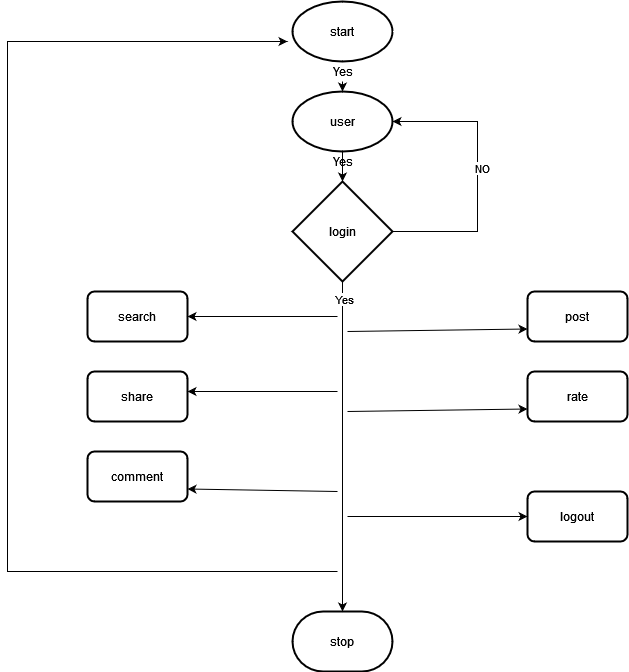 start
Yes
user
Yes
login
NO
Yes
search
post
share
rate
comment
logout
stop